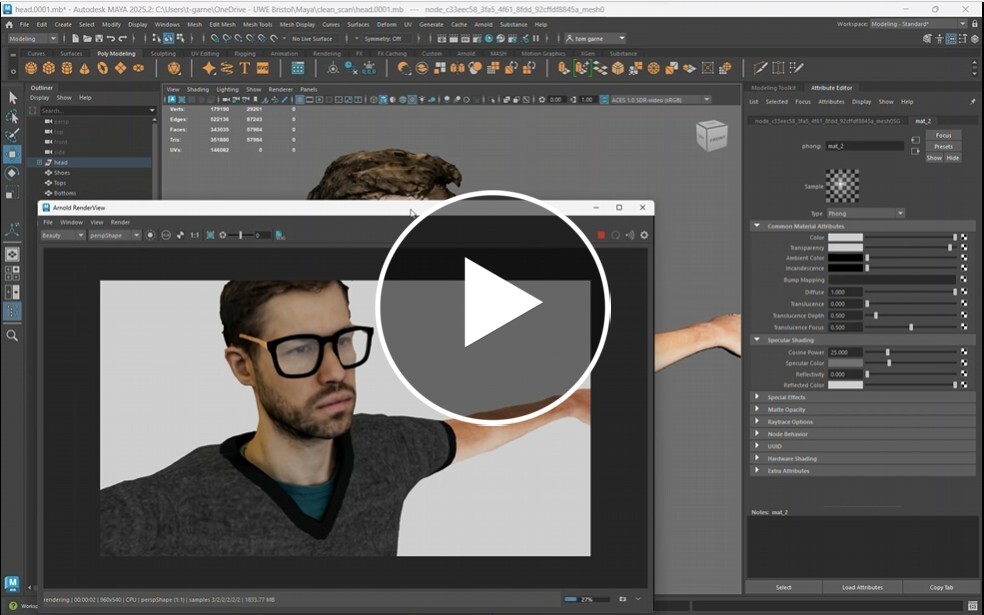 head.0001.mb* - Autodesk MAYA 2025.2: C:\Users\t-game\OneDrive - UWE Bristol\Maya\clean_scan\head.0001.mb --- node_c33eec58_3fa5_4f61_8fdd_92cffdf8845a_mesh0
File Edit Create Select Modify Display Windows Mesh Edit Mesh Mesh Tools Mesh Display Curves Surfaces Deform UV Generate Cache Arnold Substance Help
Workspace: Modeling - Standard*
Modeling No Live Surface Symmetry: Off tom game
Curves Surfaces Poly Modeling Sculpting UV Editing Rigging Animation Rendering FX FX Caching Custom Arnold MASH Motion Graphics XGen Substance
Outliner
Display Show Help
Search...
persp
top
front
side
head
Shoes
Tops
Bottoms
View Shading Lighting Show Renderer Panels
0.00 1.00 ACES 1.0 SDR-video (sRGB)
Verts: 0
Edges: 522136 87243 0
Faces: 343035 57984 0
Tris: 351880 57984 0
UVs: 0 0
FRONT
Modeling Toolkit Attribute Editor
List Selected Focus Attributes Display Show Help
node_c33eec58_3fa5_4f61_8fdd_92cffdf8845a_mesh0SG mat_2
Focus
phong: mat_2 Presets
Show Hide
Sample
Type Phong
Common Material Attributes
Color
Transparency
Ambient Color
Incandescence
Bump Mapping
Diffuse 1.000
Translucence 0.000
Translucence Depth 0.500
Translucence Focus 0.500
Specular Shading
Cosine Power 25.000
Specular Color
Reflectivity 0.000
Reflected Color
Special Effects
Matte Opacity
Raytrace Options
Node Behavior
UUID
Hardware Shading
Extra Attributes
Notes: mat_2
Select Load Attributes Copy Tab
Arnold RenderView
File Window View Render
Beauty perspShape 1:1 0
rendering | 00:00:02 | 960x540 | CPU | perspShape (1:1) | samples 3/2/2/2/2/2 | 1833.77 MB 27%
M